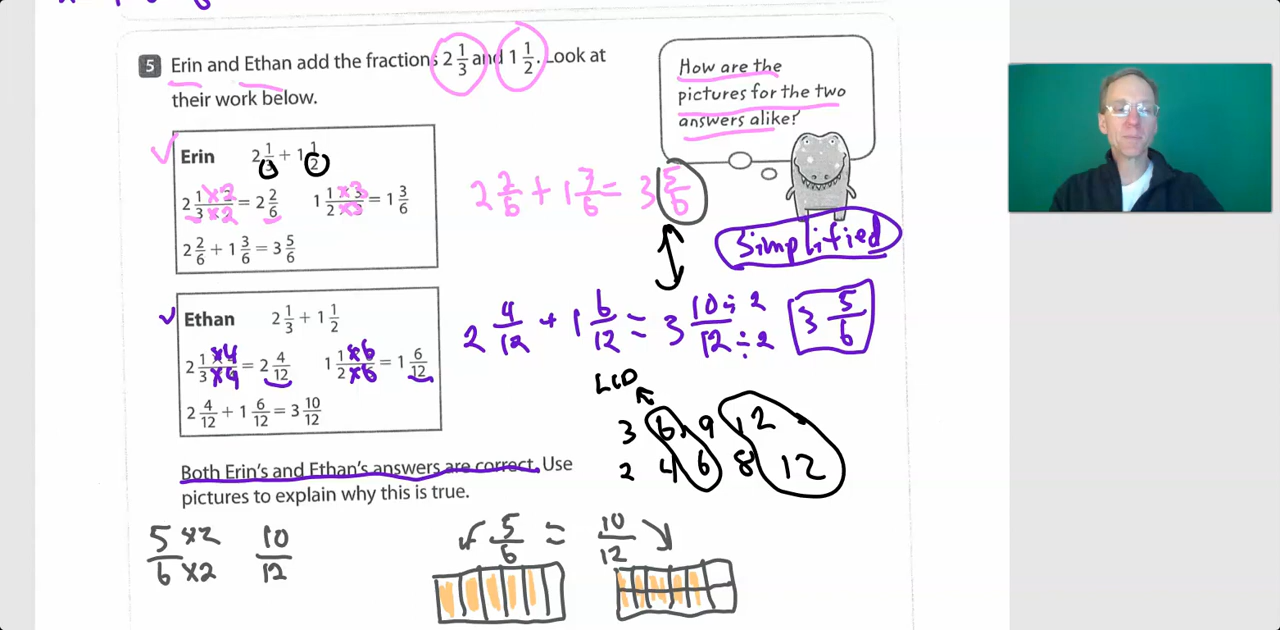 5 Erin and Ethan add the fractions 2 1/3 and 1 1/2. Look at
their work below.
How are the
pictures for the two
answers alike?
Erin 2 1/3 + 1 1/2
2 1/3 ×2/×2 = 2 2/6 1 1/2 ×3/×3 = 1 3/6
2 2/6 + 1 3/6 = 3 5/6
2 2/6 + 1 3/6 = 3 5/6
Simplified
Ethan 2 1/3 + 1 1/2
2 1/3 ×4/×4 = 2 4/12 1 1/2 ×6/×6 = 1 6/12
2 4/12 + 1 6/12 = 3 10/12
2 4/12 + 1 6/12 = 3 10÷2/12÷2 3 5/6
LCD
3 6 9 12
2 4 6 8 12
Both Erin's and Ethan's answers are correct. Use
pictures to explain why this is true.
5/6 ×2/×2 10/12
5/6 = 10/12